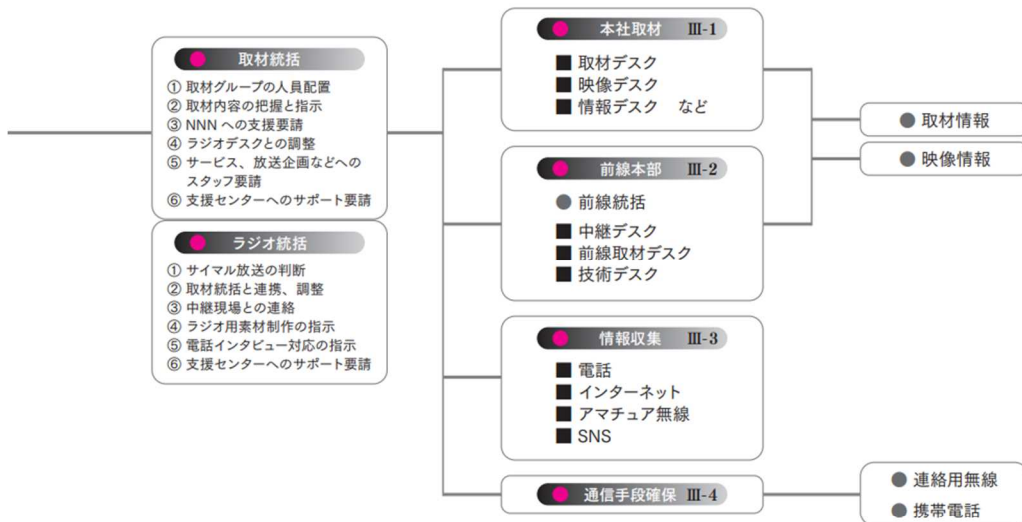 取材統括
① 取材グループの人員配置
② 取材内容の把握と指示
③ NNN への支援要請
④ ラジオデスクとの調整
⑤ サービス、放送企画などへの
スタッフ要請
⑥ 支援センターへのサポート要請
ラジオ統括
① サイマル放送の判断
② 取材統括と連携、調整
③ 中継現場との連絡
④ ラジオ用素材制作の指示
⑤ 電話インタビュー対応の指示
⑥ 支援センターへのサポート要請
本社取材 Ⅲ-1
■ 取材デスク
■ 映像デスク
■ 情報デスク など
前線本部 Ⅲ-2
● 前線統括
■ 中継デスク
■ 前線取材デスク
■ 技術デスク
情報収集 Ⅲ-3
■ 電話
■ インターネット
■ アマチュア無線
■ SNS
通信手段確保 Ⅲ-4
● 取材情報
● 映像情報
● 連絡用無線
● 携帯電話